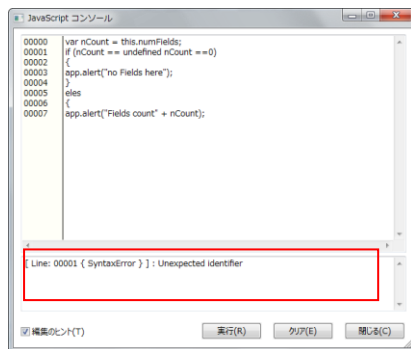 JavaScript コンソール
00000 var nCount = this.numFields;
00001 if (nCount == undefined nCount ==0)
00002 {
00003 app.alert("no Fields here");
00004 }
00005 eles
00006 {
00007 app.alert("Fields count" + nCount);
[ Line: 00001 { SyntaxError } ] : Unexpected identifier
編集のヒント(T)
実行(R)
クリア(E)
閉じる(C)